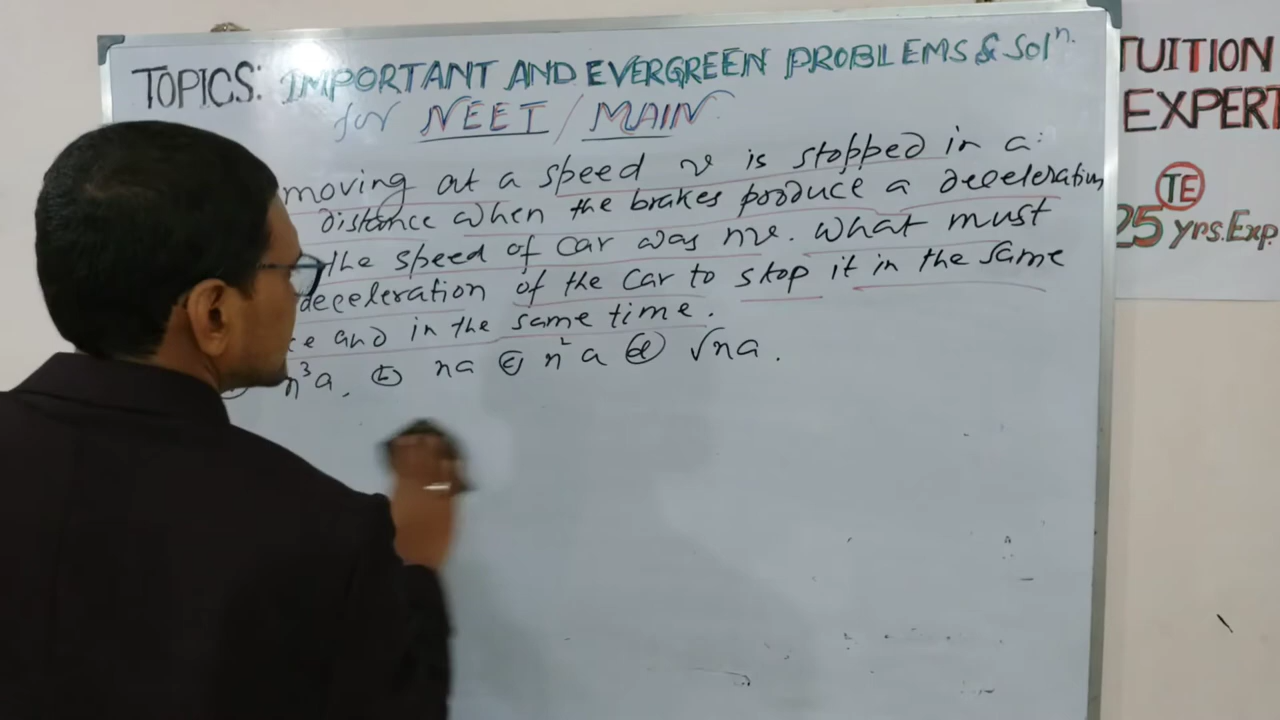 TOPICS: IMPORTANT AND EVERGREEN PROBLEMS & Solⁿ.
for NEET / MAIN
moving at a speed v is stopped in a:
distance when the brakes produce a deceleration
the speed of car was nv. What must
deceleration of the car to stop it in the same
e and in the same time.
n³a. ⓑ na ⓒ n²a ⓓ √na.
TUITION
EXPERT
TE
25 yrs. Exp.